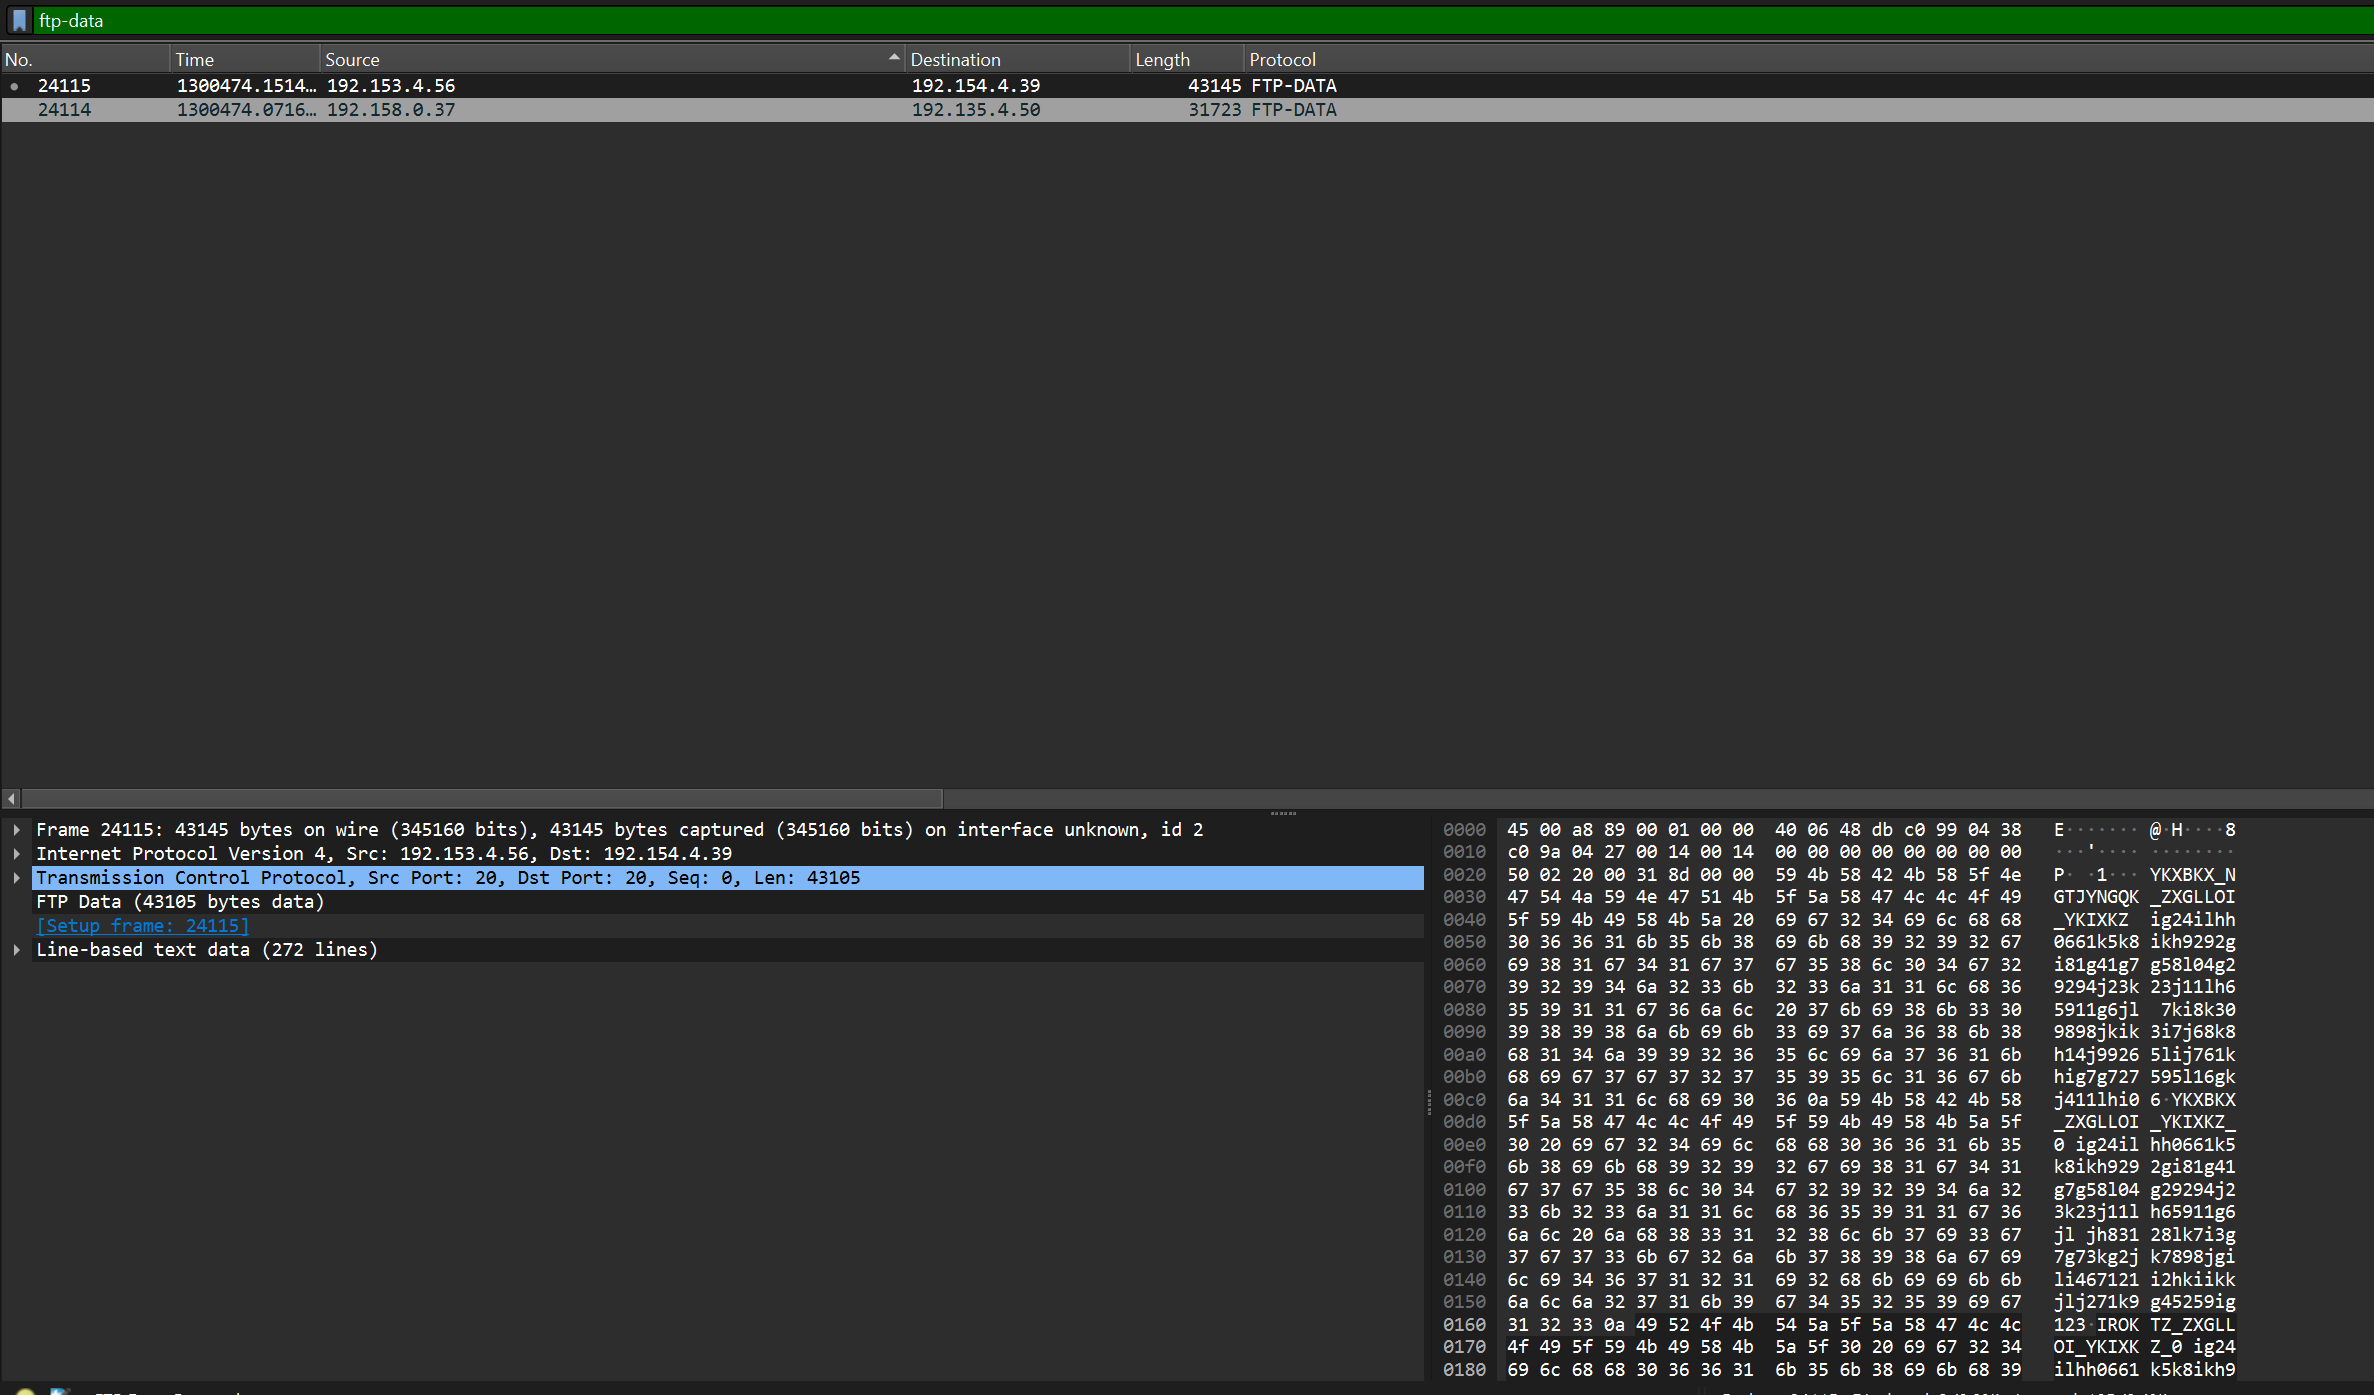 ftp-data
No. Time Source Destination Length Protocol
24115 1300474.1514… 192.153.4.56 192.154.4.39 43145 FTP-DATA
24114 1300474.0716… 192.158.0.37 192.135.4.50 31723 FTP-DATA
Frame 24115: 43145 bytes on wire (345160 bits), 43145 bytes captured (345160 bits) on interface unknown, id 2
Internet Protocol Version 4, Src: 192.153.4.56, Dst: 192.154.4.39
Transmission Control Protocol, Src Port: 20, Dst Port: 20, Seq: 0, Len: 43105
FTP Data (43105 bytes data)
[Setup frame: 24115]
Line-based text data (272 lines)
0000 45 00 a8 89 00 01 00 00 40 06 48 db c0 99 04 38 E·······@·H····8
0010 c0 9a 04 27 00 14 00 14 00 00 00 00 00 00 00 00 ···'···· ········
0020 50 02 20 00 31 8d 00 00 59 4b 58 42 4b 58 5f 4e P· ·1··· YKXBKX_N
0030 47 54 4a 59 4e 47 51 4b 5f 5a 58 47 4c 4c 4f 49 GTJYNGQK _ZXGLLOI
0040 5f 59 4b 49 58 4b 5a 20 69 67 32 34 69 6c 68 68 _YKIXKZ ig24ilhh
0050 30 36 36 31 6b 35 6b 38 69 6b 68 39 32 39 32 67 0661k5k8 ikh9292g
0060 69 38 31 67 34 31 67 37 67 35 38 6c 30 34 67 32 i81g41g7 g58l04g2
0070 39 32 39 34 6a 32 33 6b 32 33 6a 31 31 6c 68 36 9294j23k 23j11lh6
0080 35 39 31 31 67 36 6a 6c 20 37 6b 69 38 6b 33 30 5911g6jl 7ki8k30
0090 39 38 39 38 6a 6b 69 6b 33 69 37 6a 36 38 6b 38 9898jkik 3i7j68k8
00a0 68 31 34 6a 39 39 32 36 35 6c 69 6a 37 36 31 6b h14j9926 5lij761k
00b0 68 69 67 37 67 37 32 37 35 39 35 6c 31 36 67 6b hig7g727 595l16gk
00c0 6a 34 31 31 6c 68 69 30 36 0a 59 4b 58 42 4b 58 j411lhi0 6·YKXBKX
00d0 5f 5a 58 47 4c 4c 4f 49 5f 59 4b 49 58 4b 5a 5f _ZXGLLOI _YKIXKZ_
00e0 30 20 69 67 32 34 69 6c 68 68 30 36 36 31 6b 35 0 ig24il hh0661k5
00f0 6b 38 69 6b 68 39 32 39 32 67 69 38 31 67 34 31 k8ikh929 2gi81g41
0100 67 37 67 35 38 6c 30 34 67 32 39 32 39 34 6a 32 g7g58l04 g29294j2
0110 33 6b 32 33 6a 31 31 6c 68 36 35 39 31 31 67 36 3k23j11l h65911g6
0120 6a 6c 20 6a 68 38 33 31 32 38 6c 6b 37 69 33 67 jl jh831 28lk7i3g
0130 37 67 37 33 6b 67 32 6a 6b 37 38 39 38 6a 67 69 7g73kg2j k7898jgi
0140 6c 69 34 36 37 31 32 31 69 32 68 6b 69 69 6b 6b li467121 i2hkiikk
0150 6a 6c 6a 32 37 31 6b 39 67 34 35 32 35 39 69 67 jlj271k9 g45259ig
0160 31 32 33 0a 49 52 4f 4b 54 5a 5f 5a 58 47 4c 4c 123·IROK TZ_ZXGLL
0170 4f 49 5f 59 4b 49 58 4b 5a 5f 30 20 69 67 32 34 OI_YKIXK Z_0 ig24
0180 69 6c 68 68 30 36 36 31 6b 35 6b 38 69 6b 68 39 ilhh0661 k5k8ikh9